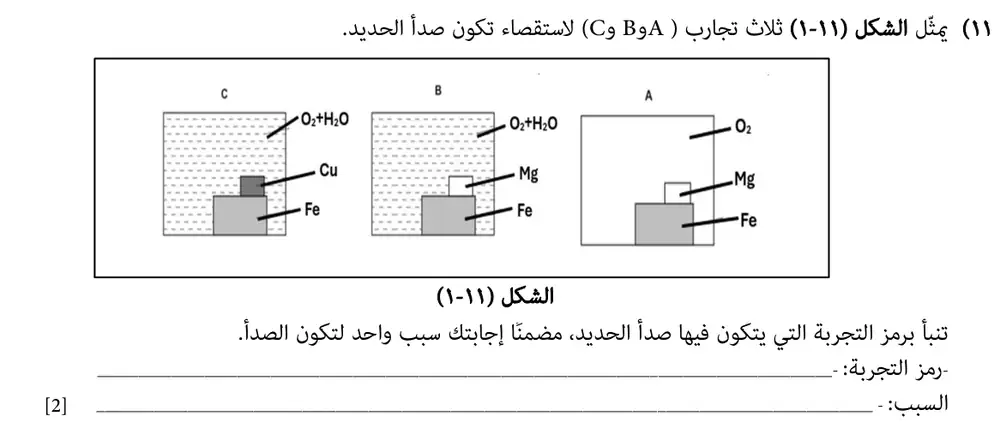 (١١) يمثّل الشكل (١١-١) ثلاث تجارب ( A وB وC) لاستقصاء تكون صدأ الحديد.
C B A
O₂+H₂O O₂+H₂O O₂
Cu Mg Mg
Fe Fe Fe
الشكل (١١-١)
تنبأ برمز التجربة التي يتكون فيها صدأ الحديد، مضمنًا إجابتك سبب واحد لتكون الصدأ.
-رمز التجربة: -
السبب: - [2]